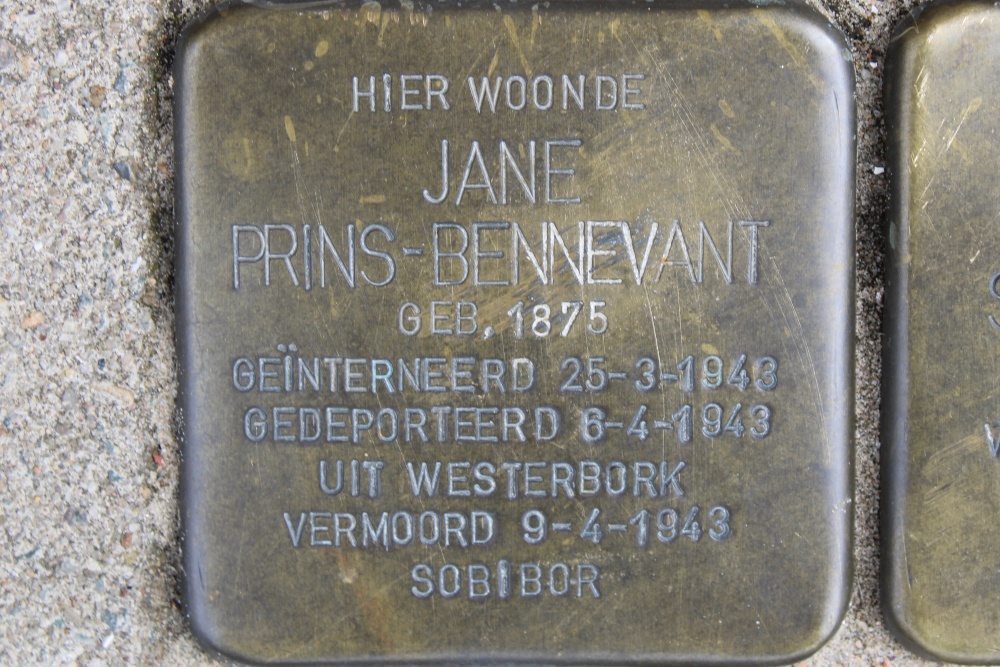 HIER WOONDE
JANE
PRINS-BENNEVANT
GEB, 1875
GEÏNTERNEERD 25-3-1943
GEDEPORTEERD 6-4-1943
UIT WESTERBORK
VERMOORD 9-4-1943
SOBIBOR